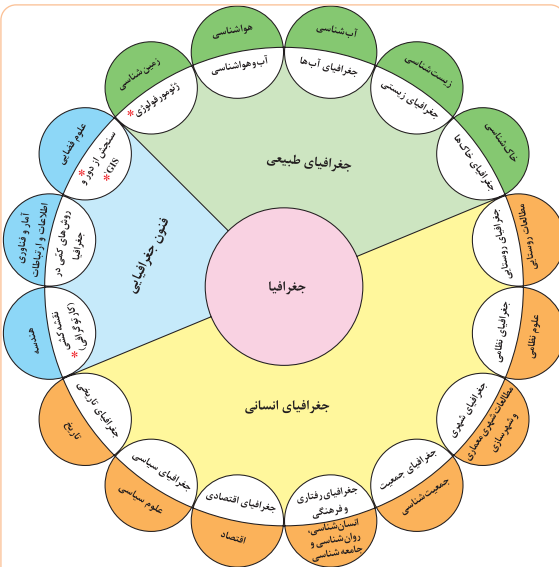 جغرافیا
جغرافیای طبیعی
فنون جغرافیایی
جغرافیای انسانی
هواشناسی
آب و هواشناسی
آب‌شناسی
جغرافیای آب‌ها
زیست‌شناسی
جغرافیای زیستی
خاک‌شناسی
جغرافیای خاک‌ها
مطالعات روستایی
جغرافیای روستایی
علوم نظامی
جغرافیای نظامی
مطالعات شهری معماری
و شهرسازی
جغرافیای شهری
جمعیت‌شناسی
جغرافیای جمعیت
جغرافیای رفتاری
و فرهنگی
انسان‌شناسی،
روان‌شناسی و
جامعه شناسی
جغرافیای اقتصادی
اقتصاد
جغرافیای سیاسی
علوم سیاسی
جغرافیای تاریخی
تاریخ
هندسه
نقشه‌کشی
(کارتوگرافی)
*
آمار و فناوری
اطلاعات و ارتباطات
روش‌های کمی در
جغرافیا
علوم فضایی
سنجش از دور و *
GIS*
زمین شناسی
ژئومورفولوژی *